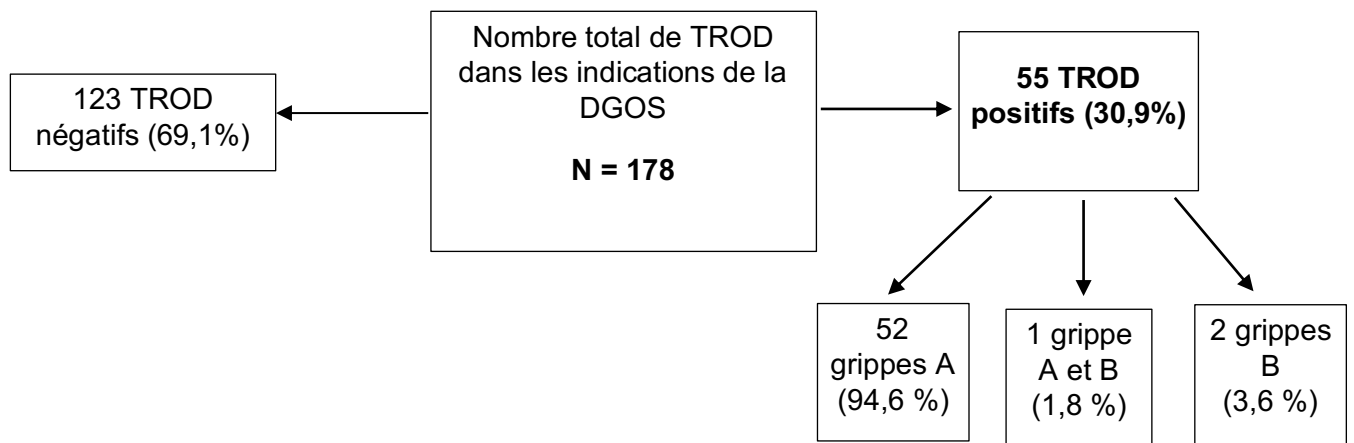 123 TROD
négatifs (69,1%)
Nombre total de TROD
dans les indications de la
DGOS
N = 178
55 TROD
positifs (30,9%)
52
grippes A
(94,6 %)
1 grippe
A et B
(1,8 %)
2 grippes
B
(3,6 %)